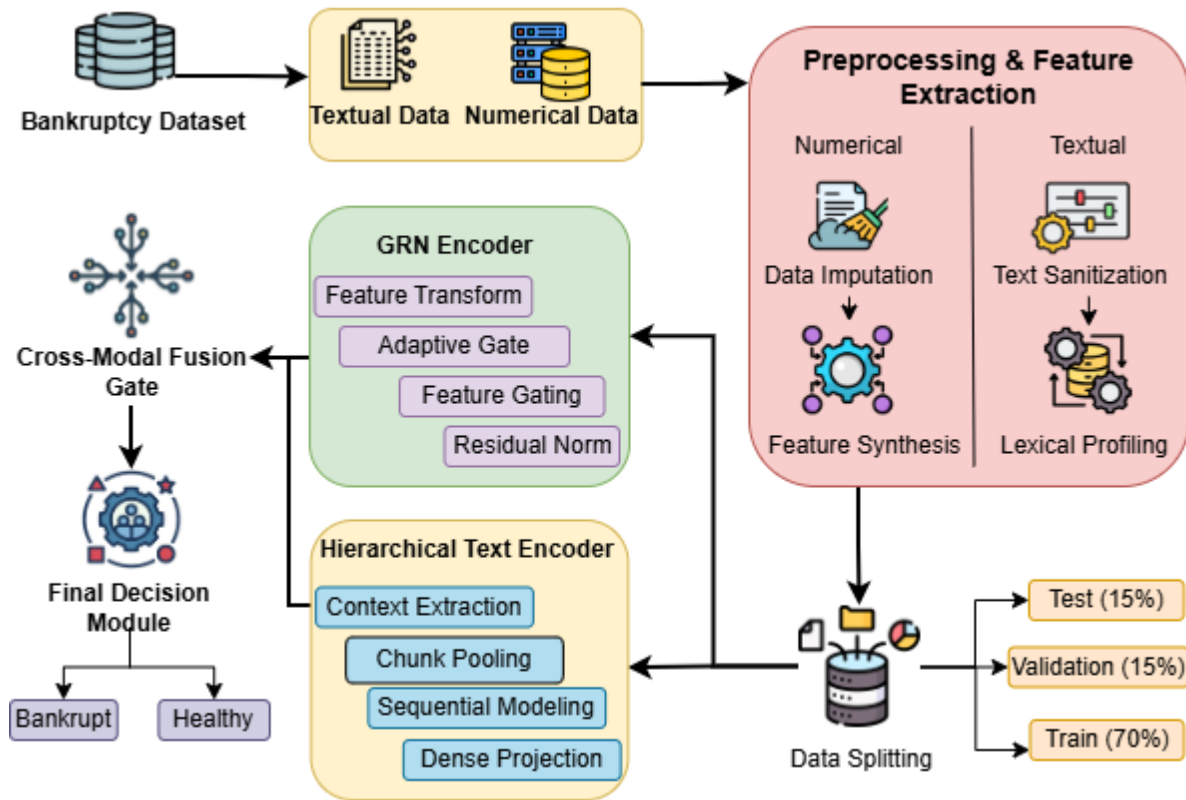 Bankruptcy Dataset
Textual Data
Numerical Data
Preprocessing & Feature
Extraction
Numerical
Textual
Data Imputation
Text Sanitization
Feature Synthesis
Lexical Profiling
GRN Encoder
Feature Transform
Adaptive Gate
Feature Gating
Residual Norm
Cross-Modal Fusion
Gate
Final Decision
Module
Bankrupt
Healthy
Hierarchical Text Encoder
Context Extraction
Chunk Pooling
Sequential Modeling
Dense Projection
Data Splitting
Test (15%)
Validation (15%)
Train (70%)